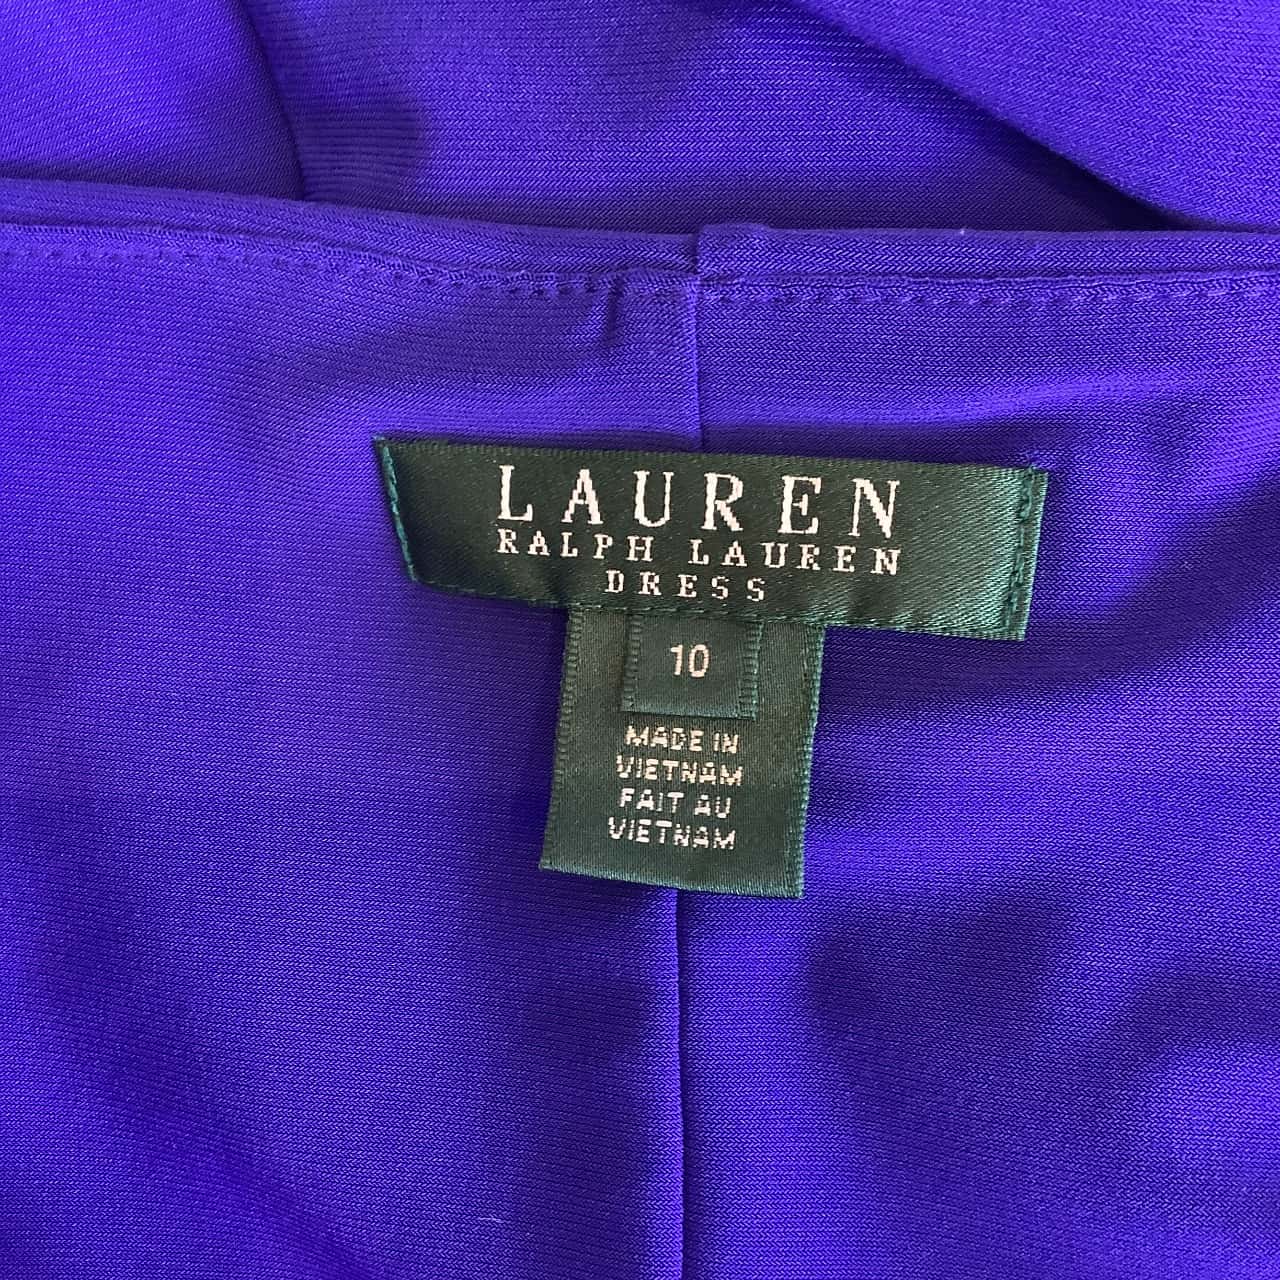 LAUREN
RALPH LAUREN
DRESS
10
MADE IN
VIETNAM
FAIT AU
VIETNAM